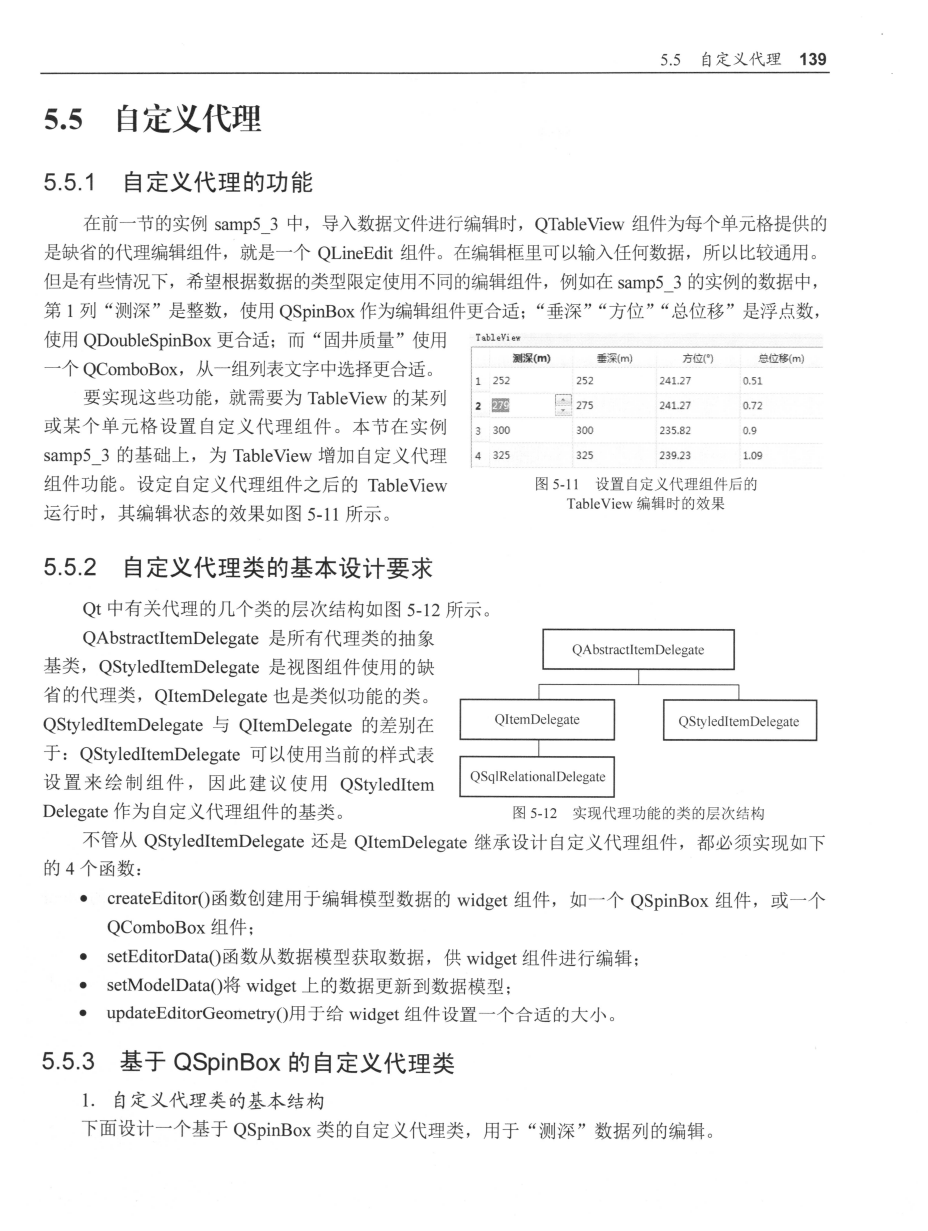 5.5 自定义代理 139
5.5 自定义代理
5.5.1 自定义代理的功能
在前一节的实例 samp5_3 中，导入数据文件进行编辑时，QTableView 组件为每个单元格提供的
是缺省的代理编辑组件，就是一个 QLineEdit 组件。在编辑框里可以输入任何数据，所以比较通用。
但是有些情况下，希望根据数据的类型限定使用不同的编辑组件，例如在 samp5_3 的实例的数据中，
第 1 列“测深”是整数，使用 QSpinBox 作为编辑组件更合适；“垂深”“方位”“总位移”是浮点数，
使用 QDoubleSpinBox 更合适；而“固井质量”使用
一个 QComboBox，从一组列表文字中选择更合适。
要实现这些功能，就需要为 TableView 的某列
或某个单元格设置自定义代理组件。本节在实例
samp5_3 的基础上，为 TableView 增加自定义代理
组件功能。设定自定义代理组件之后的 TableView
运行时，其编辑状态的效果如图 5-11 所示。
TableView
测深(m) 垂深(m) 方位(°) 总位移(m)
1 252 252 241.27 0.51
2 279 275 241.27 0.72
3 300 300 235.82 0.9
4 325 325 239.23 1.09
图 5-11 设置自定义代理组件后的
TableView 编辑时的效果
5.5.2 自定义代理类的基本设计要求
Qt 中有关代理的几个类的层次结构如图 5-12 所示。
QAbstractItemDelegate 是所有代理类的抽象
基类，QStyledItemDelegate 是视图组件使用的缺
省的代理类，QItemDelegate 也是类似功能的类。
QStyledItemDelegate 与 QItemDelegate 的差别在
于：QStyledItemDelegate 可以使用当前的样式表
设置来绘制组件，因此建议使用 QStyledItem
Delegate 作为自定义代理组件的基类。
QAbstractItemDelegate
QItemDelegate QStyledItemDelegate
QSqlRelationalDelegate
图 5-12 实现代理功能的类的层次结构
不管从 QStyledItemDelegate 还是 QItemDelegate 继承设计自定义代理组件，都必须实现如下
的 4 个函数：
• createEditor()函数创建用于编辑模型数据的 widget 组件，如一个 QSpinBox 组件，或一个
QComboBox 组件；
• setEditorData()函数从数据模型获取数据，供 widget 组件进行编辑；
• setModelData()将 widget 上的数据更新到数据模型；
• updateEditorGeometry()用于给 widget 组件设置一个合适的大小。
5.5.3 基于 QSpinBox 的自定义代理类
1. 自定义代理类的基本结构
下面设计一个基于 QSpinBox 类的自定义代理类，用于“测深”数据列的编辑。